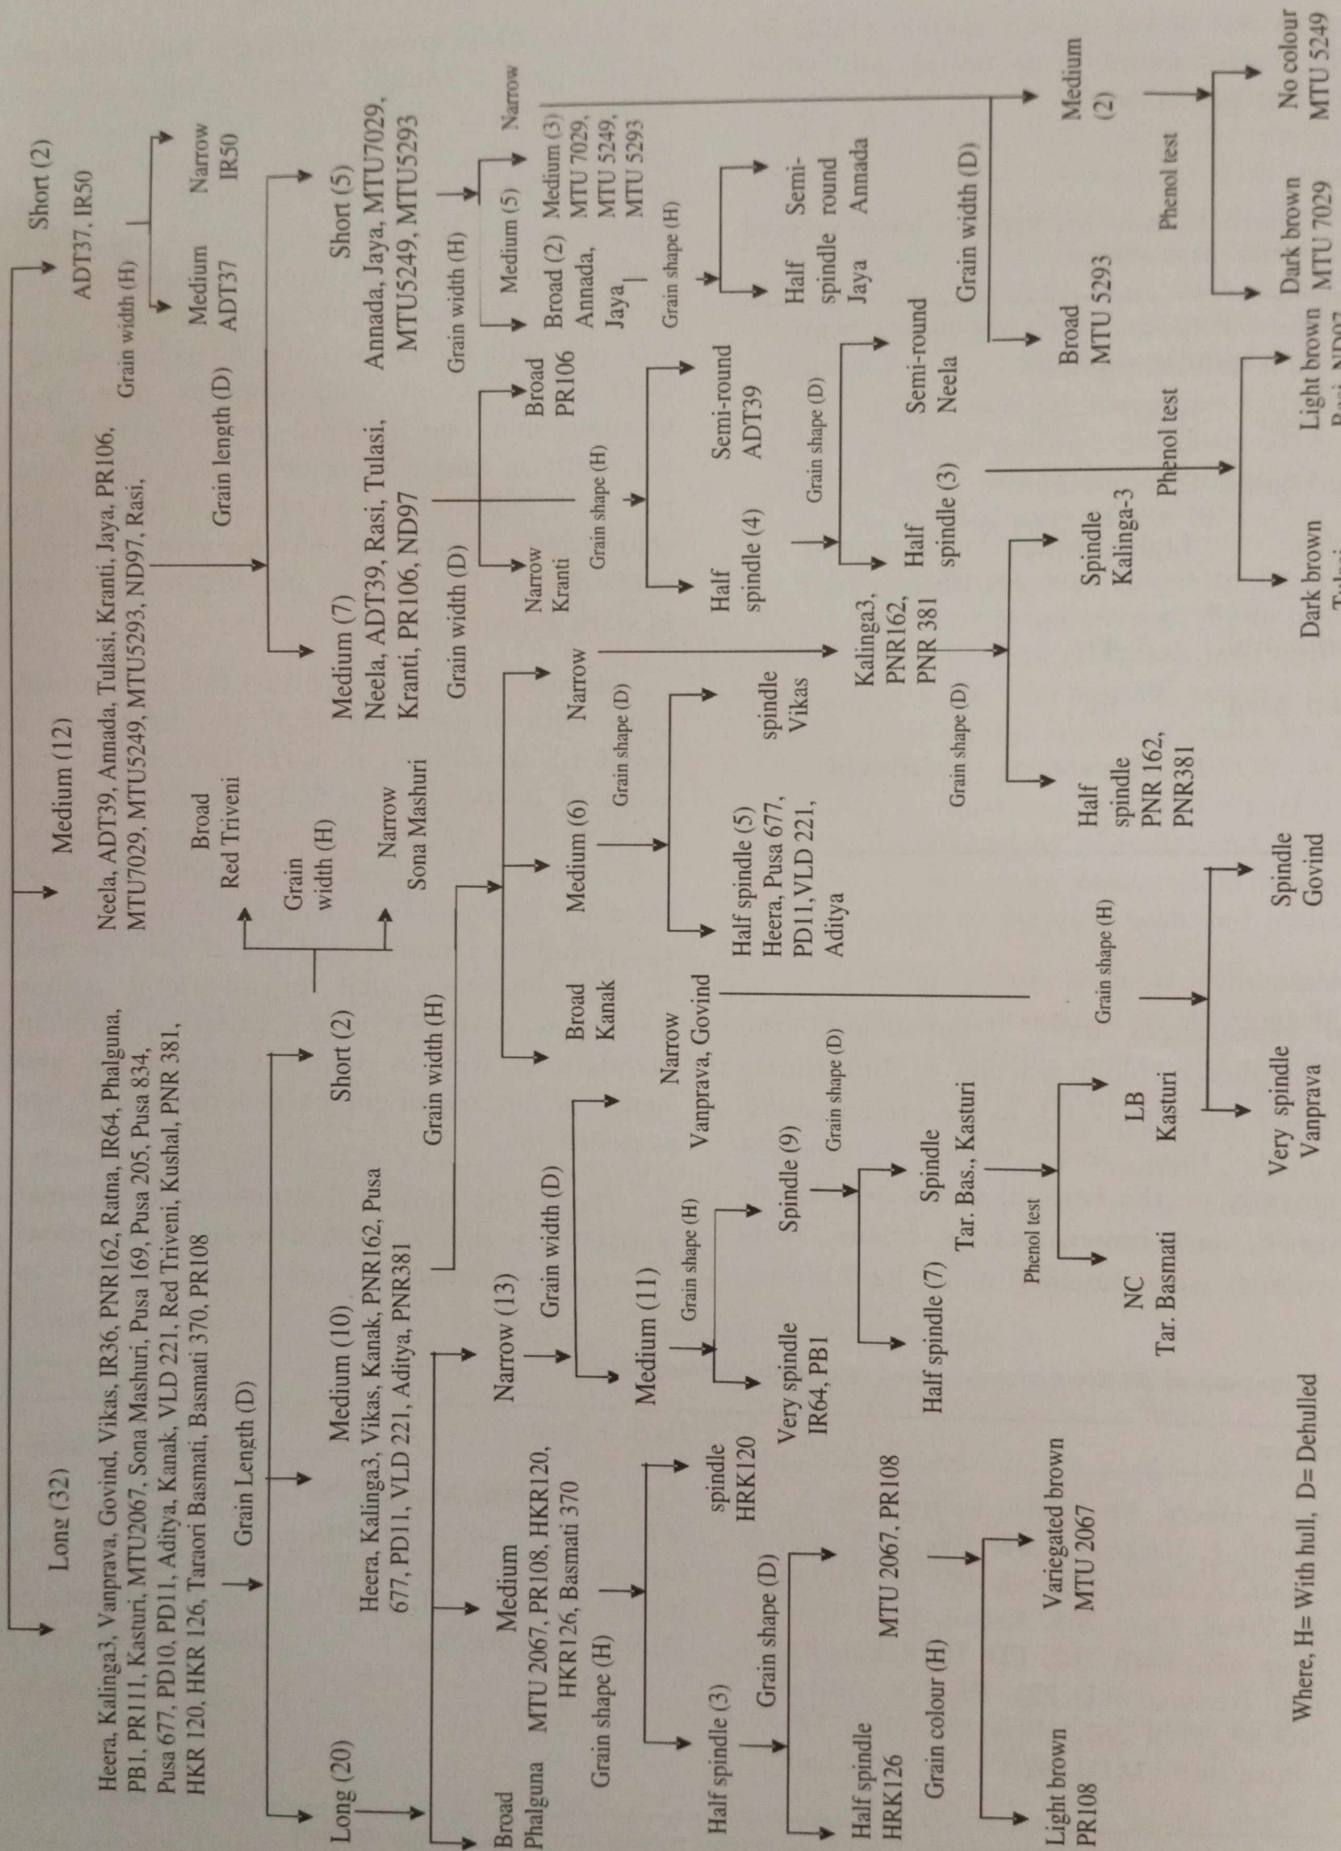 Long (32)
Medium (12)
Short (2)
Heera, Kalinga3, Vanprava, Govind, Vikas, IR36, PNR162, Ratna, IR64, Phalguna,
PB1, PR111, Kasturi, MTU2067, Sona Mashuri, Pusa 169, Pusa 205, Pusa 834,
Pusa 677, PD10, PD11, Aditya, Kanak, VLD 221, Red Triveni, Kushal, PNR 381,
HKR 120, HKR 126, Taraori Basmati, Basmati 370, PR108
Neela, ADT39, Annada, Tulasi, Kranti, Jaya, PR106,
MTU7029, MTU5249, MTU5293, ND97, Rasi,
ADT37, IR50
Grain width (H)
Medium
ADT37
Narrow
IR50
Grain Length (D)
Broad
Red Triveni
Grain
width (H)
Narrow
Sona Mashuri
Grain length (D)
Long (20)
Medium (10)
Heera, Kalinga3, Vikas, Kanak, PNR162, Pusa
677, PD11, VLD 221, Aditya, PNR381
Short (2)
Medium (7)
Neela, ADT39, Rasi, Tulasi,
Kranti, PR106, ND97
Short (5)
Annada, Jaya, MTU7029,
MTU5249, MTU5293
Grain width (H)
Grain width (D)
Grain width (H)
Broad
Phalguna
Medium
MTU 2067, PR108, HKR120,
HKR126, Basmati 370
Narrow (13)
Grain width (D)
Broad
Kanak
Medium (6)
Narrow
Narrow
Kranti
Broad
PR106
Medium (5)
Narrow
Broad (2)
Annada,
Jaya
Medium (3)
MTU 7029,
MTU 5249,
MTU 5293
Grain shape (H)
Grain shape (D)
Grain shape (H)
Grain shape (H)
Medium (11)
Narrow
Vanprava, Govind
Grain shape (H)
Half spindle (3)
spindle
HRK120
Half spindle (5)
Heera, Pusa 677,
PD11,VLD 221,
Aditya
spindle
Vikas
Half
spindle (4)
Semi-round
ADT39
Half
spindle
Jaya
Semi-
round
Annada
Grain shape (D)
Very spindle
IR64, PB1
Spindle (9)
Grain shape (D)
Grain shape (D)
Half spindle
HRK126
MTU 2067, PR108
Half spindle (7)
Spindle
Tar. Bas., Kasturi
Kalinga3,
PNR162,
PNR 381
Half
spindle (3)
Semi-round
Neela
Grain width (D)
Grain colour (H)
Phenol test
Grain shape (D)
Light brown
PR108
Variegated brown
MTU 2067
NC
Tar. Basmati
LB
Kasturi
Grain shape (H)
Half
spindle
PNR 162,
PNR381
Spindle
Kalinga-3
Broad
MTU 5293
Medium
(2)
Phenol test
Phenol test
Very spindle
Vanprava
Spindle
Govind
Dark brown
Light brown
Dark brown
MTU 7029
No colour
MTU 5249
Where, H= With hull, D= Dehulled